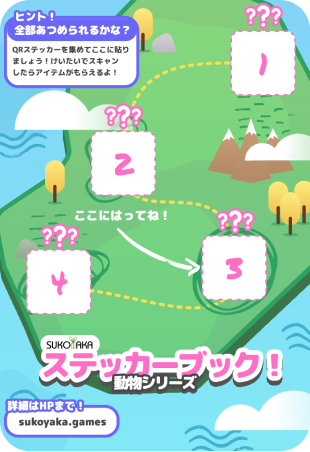 ヒント！
全部あつめられるかな？
QRステッカーを集めてここに貼り
ましょう！けいたいでスキャン
したらアイテムがもらえるよ！
???
1
???
2
ここにはってね！
???
3
???
4
SUKOYAKA
ステッカーブック！
動物シリーズ
詳細はHPまで！
sukoyaka.games